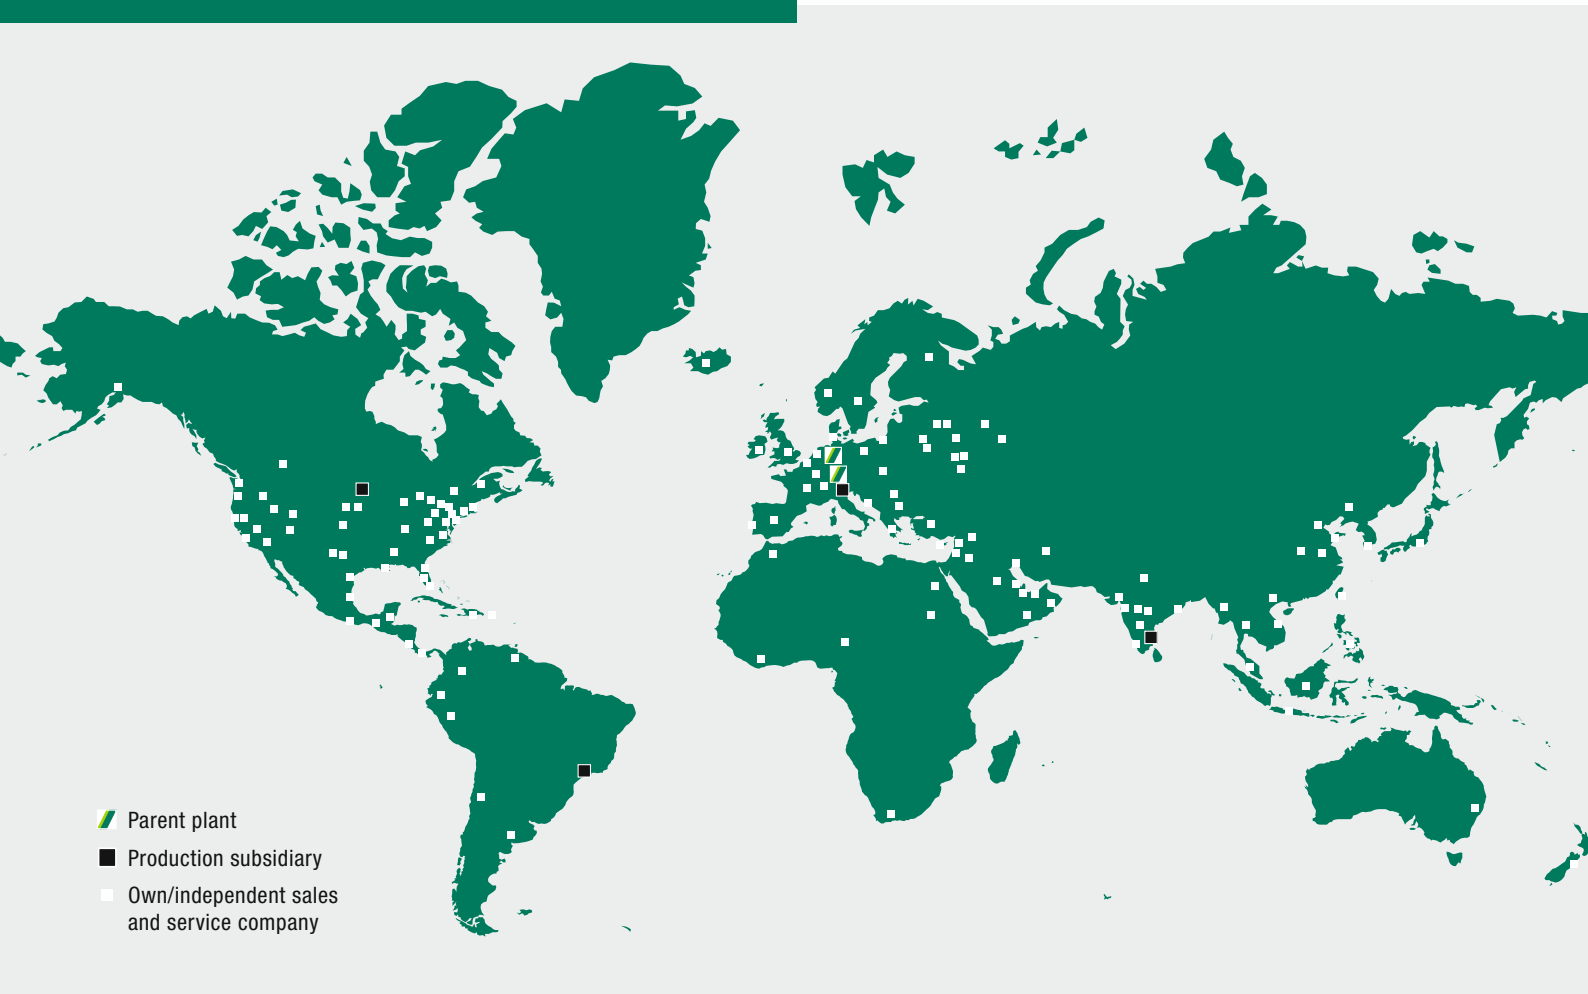 Parent plant
Production subsidiary
Own/independent sales
and service company